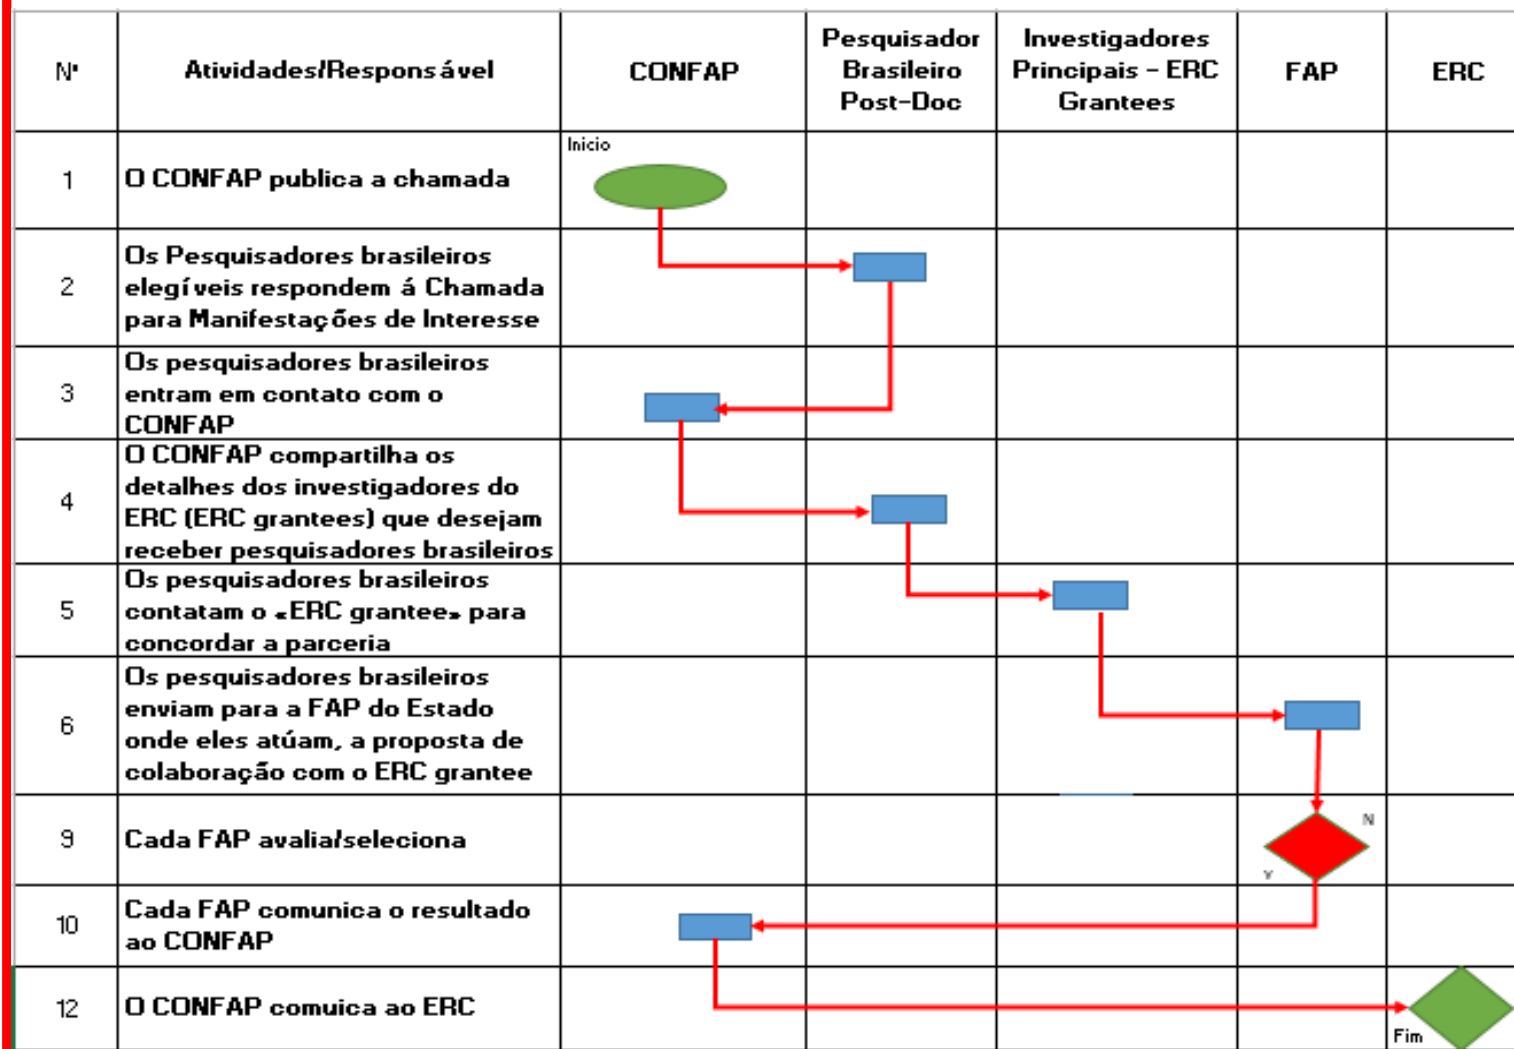 Nº
Atividades/Responsável
CONFAP
Pesquisador
Brasileiro
Post-Doc
Investigadores
Principais - ERC
Grantees
FAP
ERC
1
O CONFAP publica a chamada
Inicio
2
Os Pesquisadores brasileiros
elegíveis respondem á Chamada
para Manifestações de Interesse
3
Os pesquisadores brasileiros
entram em contato com o
CONFAP
4
O CONFAP compartilha os
detalhes dos investigadores do
ERC (ERC grantees) que desejam
receber pesquisadores brasileiros
5
Os pesquisadores brasileiros
contatam o «ERC grantee» para
concordar a parceria
6
Os pesquisadores brasileiros
enviam para a FAP do Estado
onde eles atúam, a proposta de
colaboração com o ERC grantee
9
Cada FAP avalia/seleciona
N
Y
10
Cada FAP comunica o resultado
ao CONFAP
12
O CONFAP comuica ao ERC
Fim